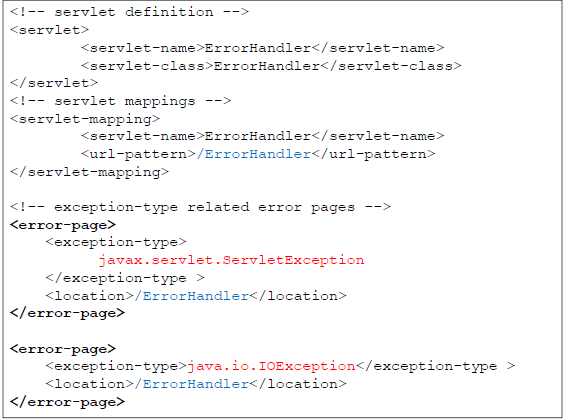 <!-- servlet definition -->
<servlet>
        <servlet-name>ErrorHandler</servlet-name>
        <servlet-class>ErrorHandler</servlet-class>
</servlet>
<!-- servlet mappings -->
<servlet-mapping>
        <servlet-name>ErrorHandler</servlet-name>
        <url-pattern>/ErrorHandler</url-pattern>
</servlet-mapping>

<!-- exception-type related error pages -->
<error-page>
    <exception-type>
          javax.servlet.ServletException
    </exception-type >
    <location>/ErrorHandler</location>
</error-page>

<error-page>
    <exception-type>java.io.IOException</exception-type >
    <location>/ErrorHandler</location>
</error-page>